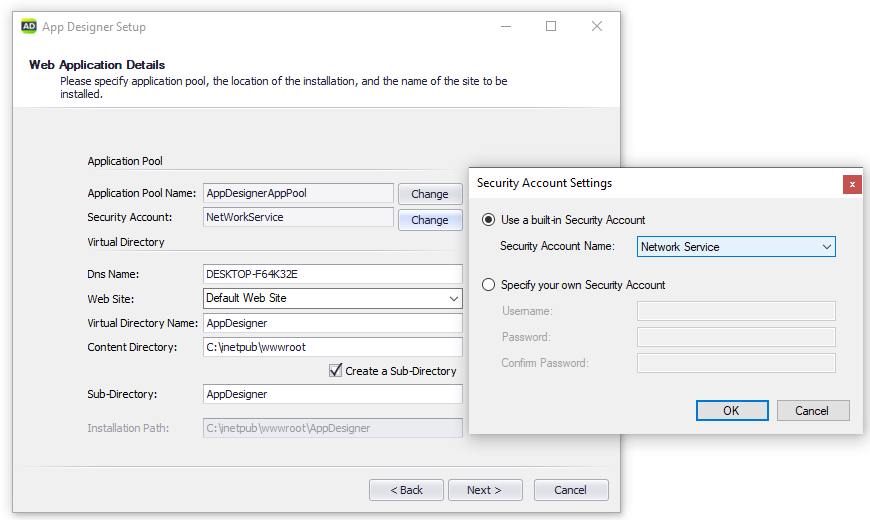 AD App Designer Setup
Web Application Details
Please specify application pool, the location of the installation, and the name of the site to be
installed.
Application Pool
Application Pool Name: AppDesignerAppPool Change
Security Account: NetWorkService Change
Virtual Directory
Dns Name: DESKTOP-F64K32E
Web Site: Default Web Site
Virtual Directory Name: AppDesigner
Content Directory: C:\inetpub\wwwroot
Create a Sub-Directory
Sub-Directory: AppDesigner
Installation Path: C:\inetpub\wwwroot\AppDesigner
< Back Next > Cancel
Security Account Settings x
Use a built-in Security Account
Security Account Name: Network Service
Specify your own Security Account
Username:
Password:
Confirm Password:
OK Cancel